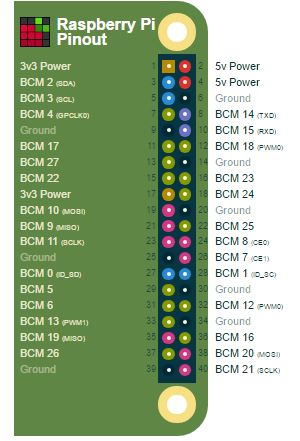 Raspberry Pi
Pinout
3v3 Power 1 2 5v Power
BCM 2 (SDA) 3 4 5v Power
BCM 3 (SCL) 5 6 Ground
BCM 4 (GPCLK0) 7 8 BCM 14 (TXD)
Ground 9 10 BCM 15 (RXD)
BCM 17 11 12 BCM 18 (PWM0)
BCM 27 13 14 Ground
BCM 22 15 16 BCM 23
3v3 Power 17 18 BCM 24
BCM 10 (MOSI) 19 20 Ground
BCM 9 (MISO) 21 22 BCM 25
BCM 11 (SCLK) 23 24 BCM 8 (CE0)
Ground 25 26 BCM 7 (CE1)
BCM 0 (ID_SD) 27 28 BCM 1 (ID_SC)
BCM 5 29 30 Ground
BCM 6 31 32 BCM 12 (PWM0)
BCM 13 (PWM1) 33 34 Ground
BCM 19 (MISO) 35 36 BCM 16
BCM 26 37 38 BCM 20 (MOSI)
Ground 39 40 BCM 21 (SCLK)